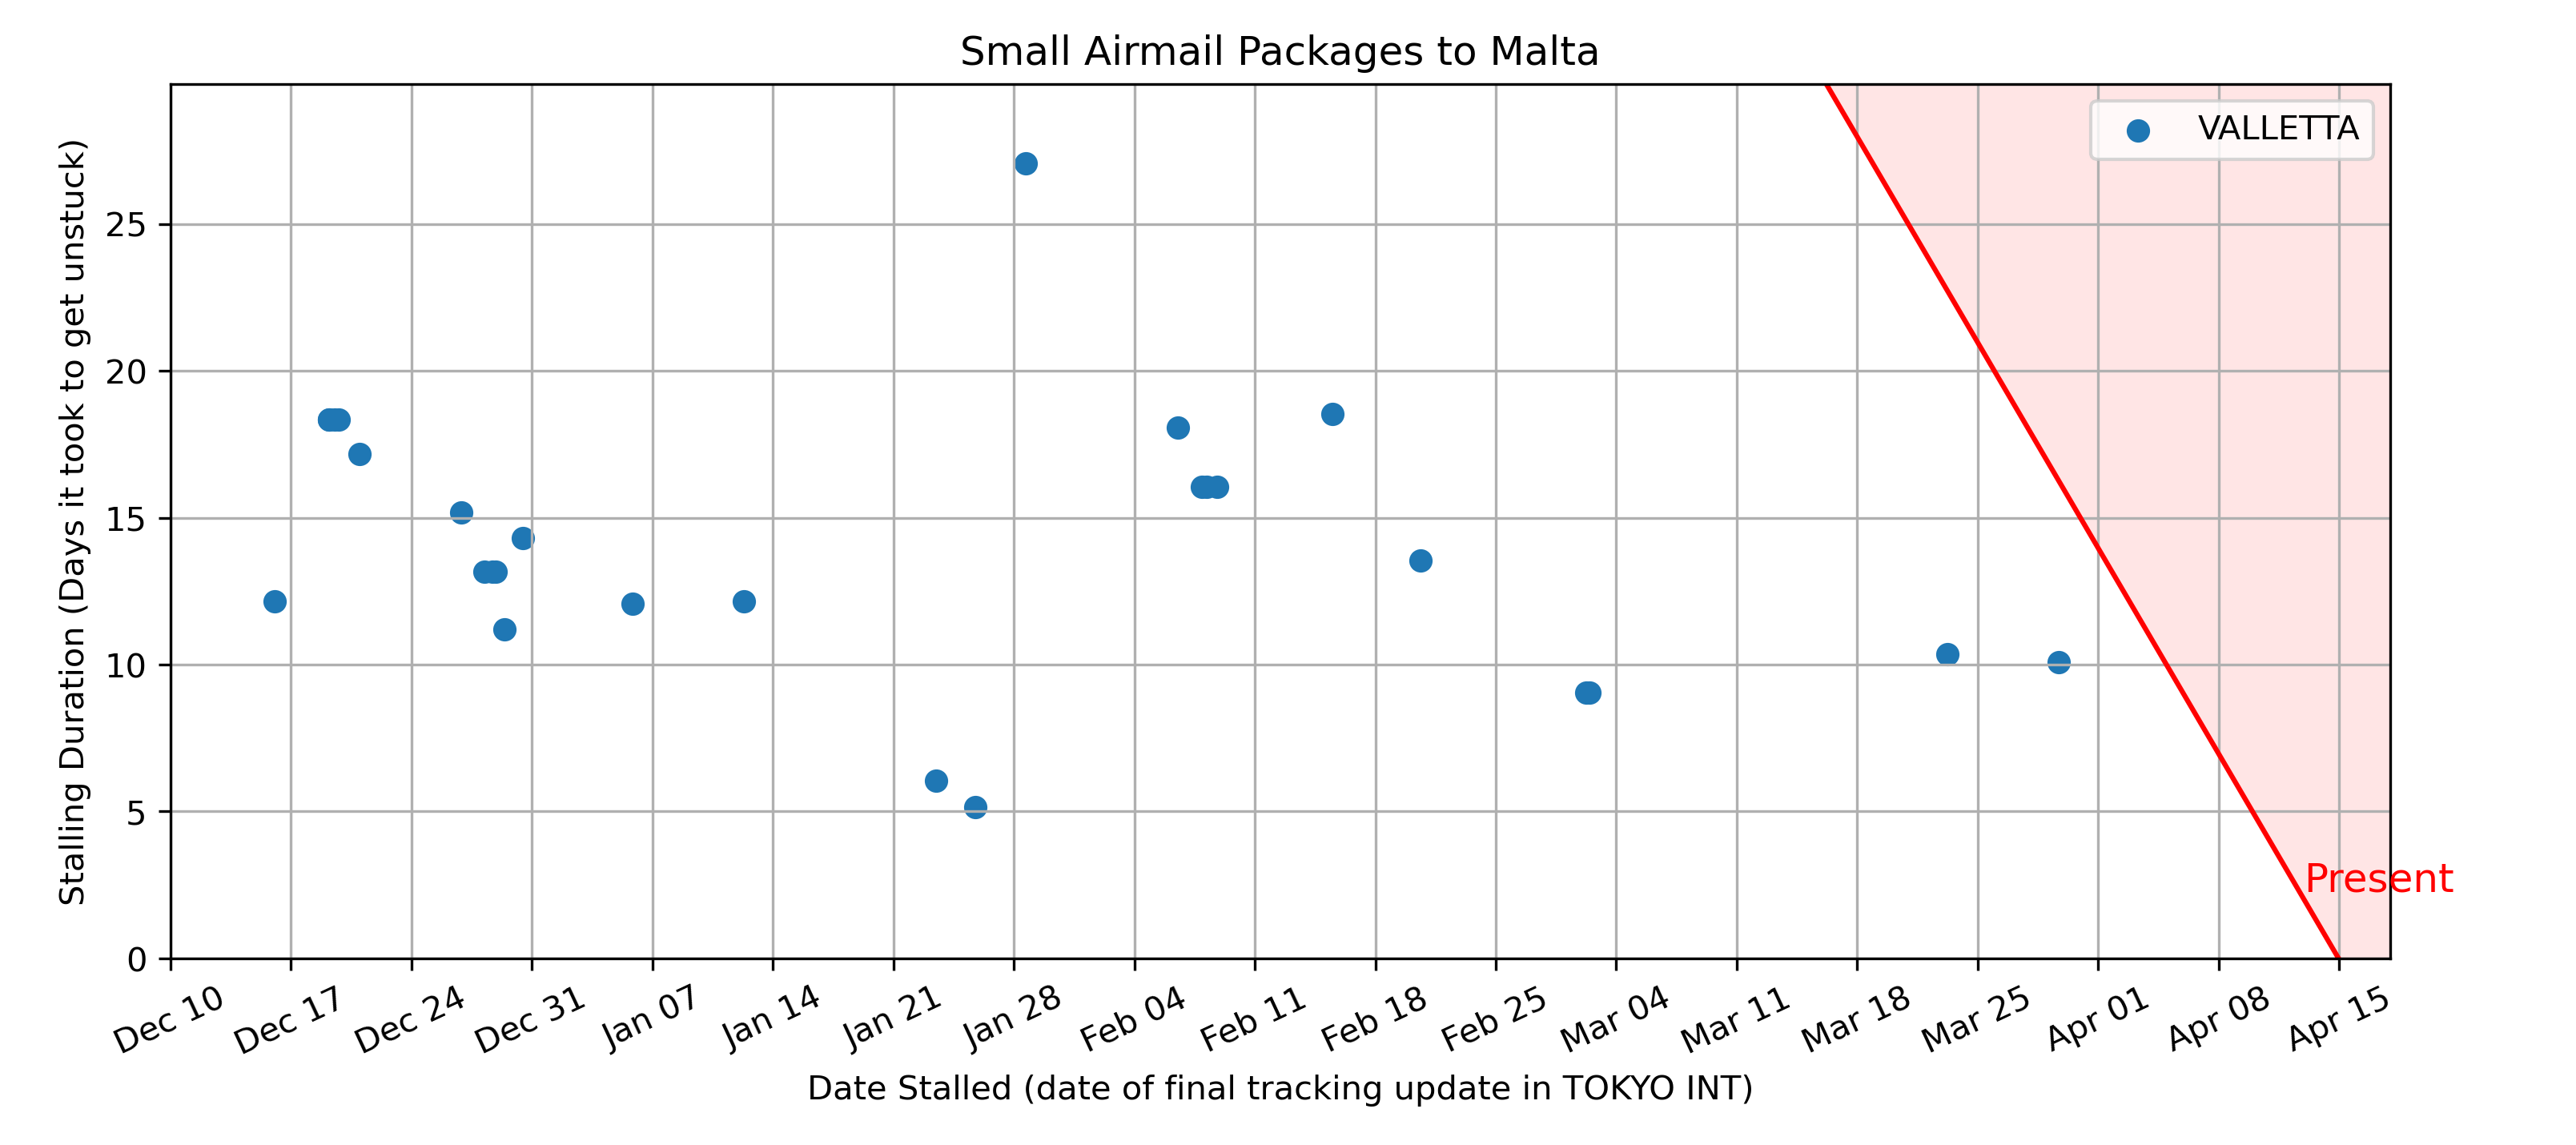 Small Airmail Packages to Malta
VALLETTA
Stalling Duration (Days it took to get unstuck)
25
20
15
10
5
0
Present
Dec 10 Dec 17 Dec 24 Dec 31 Jan 07 Jan 14 Jan 21 Jan 28 Feb 04 Feb 11 Feb 18 Feb 25 Mar 04 Mar 11 Mar 18 Mar 25 Apr 01 Apr 08 Apr 15
Date Stalled (date of final tracking update in TOKYO INT)